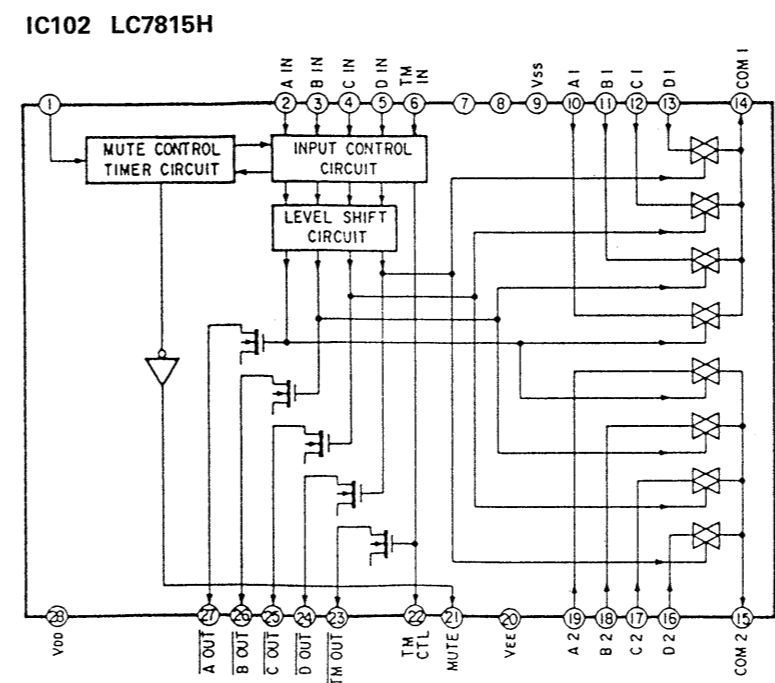 IC102 LC7815H
A IN
B IN
C IN
D IN
TM IN
Vss
A1
B1
C1
D1
COM 1
1
2
3
4
5
6
7
8
9
10
11
12
13
14
MUTE CONTROL
TIMER CIRCUIT
INPUT CONTROL
CIRCUIT
LEVEL SHIFT
CIRCUIT
28
27
26
25
24
23
22
21
20
19
18
17
16
15
VDD
A OUT
B OUT
C OUT
D OUT
TM OUT
TM CTL
MUTE
VEE
A 2
B 2
C 2
D 2
COM 2